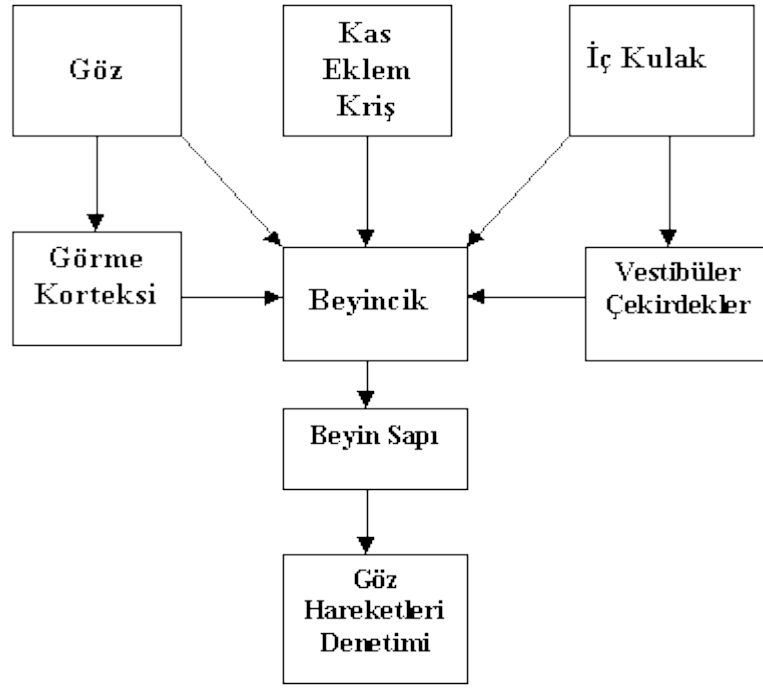 Göz
Kas
Eklem
Kriş
İç Kulak
Görme
Korteksi
Beyincik
Vestibüler
Çekirdekler
Beyin Sapı
Göz
Hareketleri
Denetimi